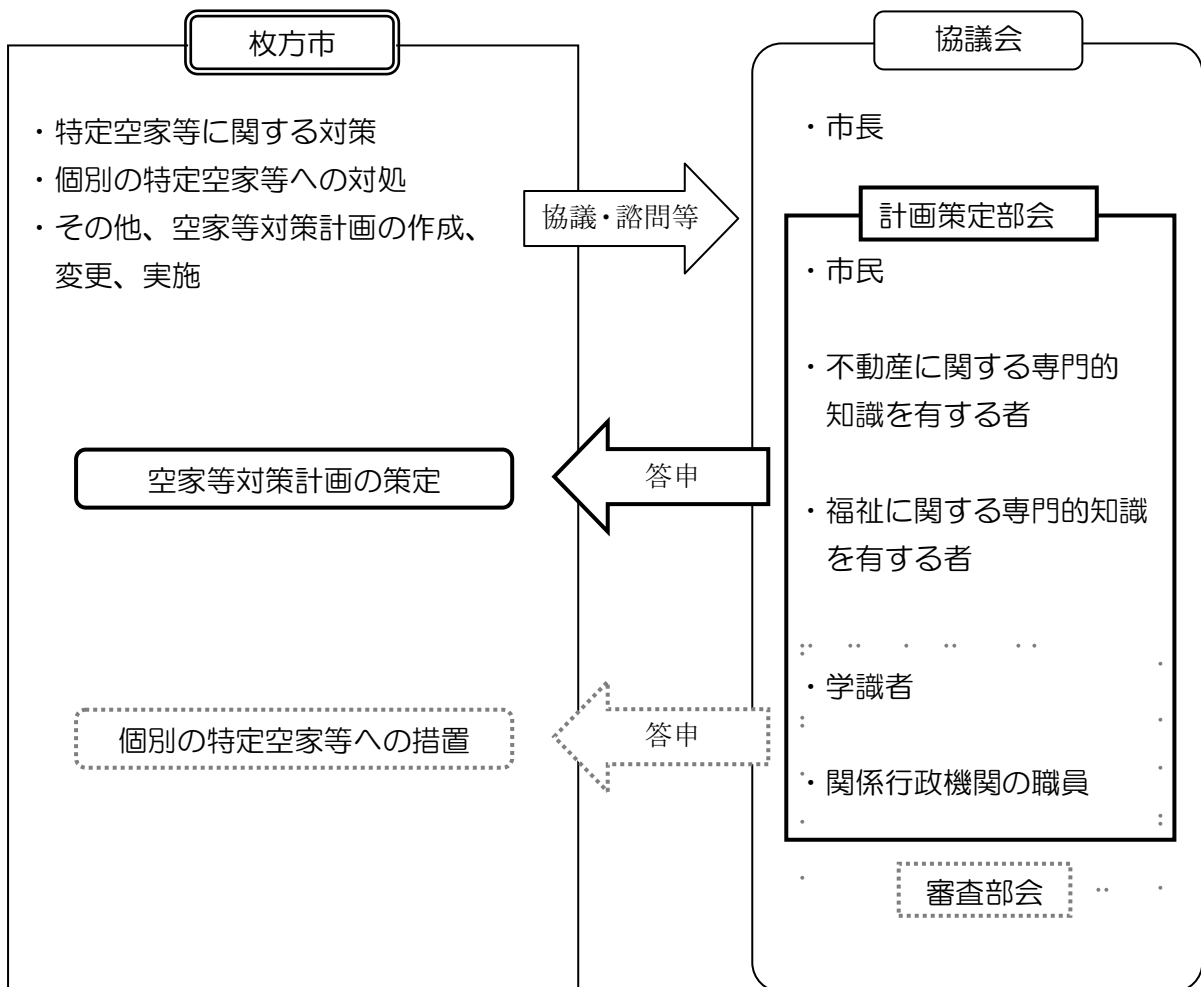 枚方市
・特定空家等に関する対策
・個別の特定空家等への対処
・その他、空家等対策計画の作成、
変更、実施
協議・諮問等
空家等対策計画の策定
答申
個別の特定空家等への措置
答申
協議会
・市長
計画策定部会
・市民
・不動産に関する専門的
知識を有する者
・福祉に関する専門的知識
を有する者
・学識者
・関係行政機関の職員
審査部会